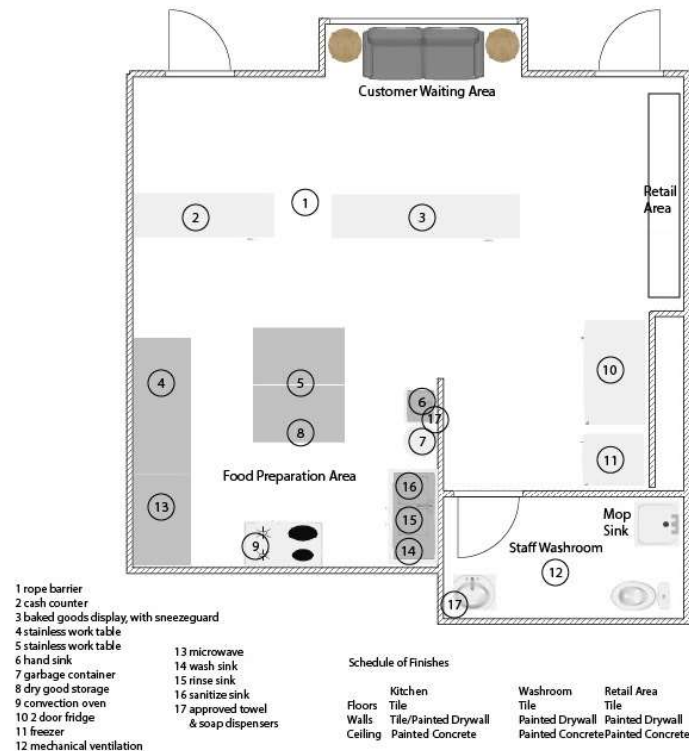 Customer Waiting Area
Retail
Area
1
2
3
4
5
6
17
7
8
10
11
Food Preparation Area
13
16
15
14
9
Mop
Sink
Staff Washroom
12
17
1 rope barrier
2 cash counter
3 baked goods display, with sneezeguard
4 stainless work table
5 stainless work table
6 hand sink
7 garbage container
8 dry good storage
9 convection oven
10 2 door fridge
11 freezer
12 mechanical ventilation
13 microwave
14 wash sink
15 rinse sink
16 sanitize sink
17 approved towel
& soap dispensers
Schedule of Finishes
Kitchen Washroom Retail Area
Floors Tile Tile Tile
Walls Tile/Painted Drywall Painted Drywall Painted Drywall
Ceiling Painted Concrete Painted Concrete Painted Concrete